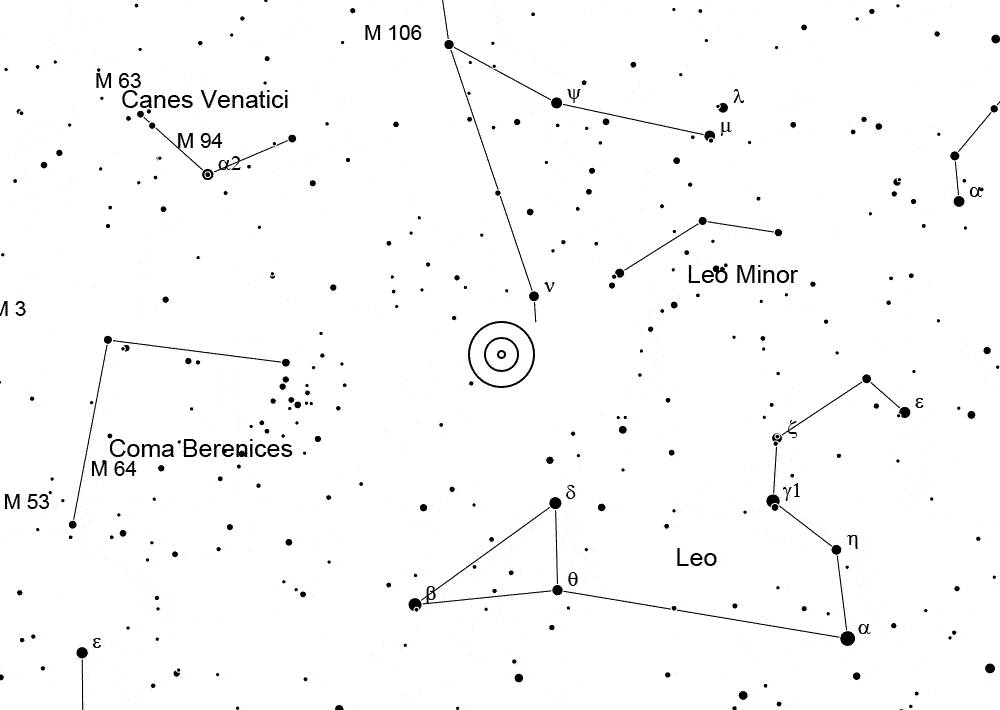 M 106
M 63
λ
ψ
Canes Venatici
μ
M 94
α2
α
Leo Minor
ν
M 3
ε
ζ
Coma Berenices
M 64
γ1
δ
M 53
η
Leo
θ
β
α
ε